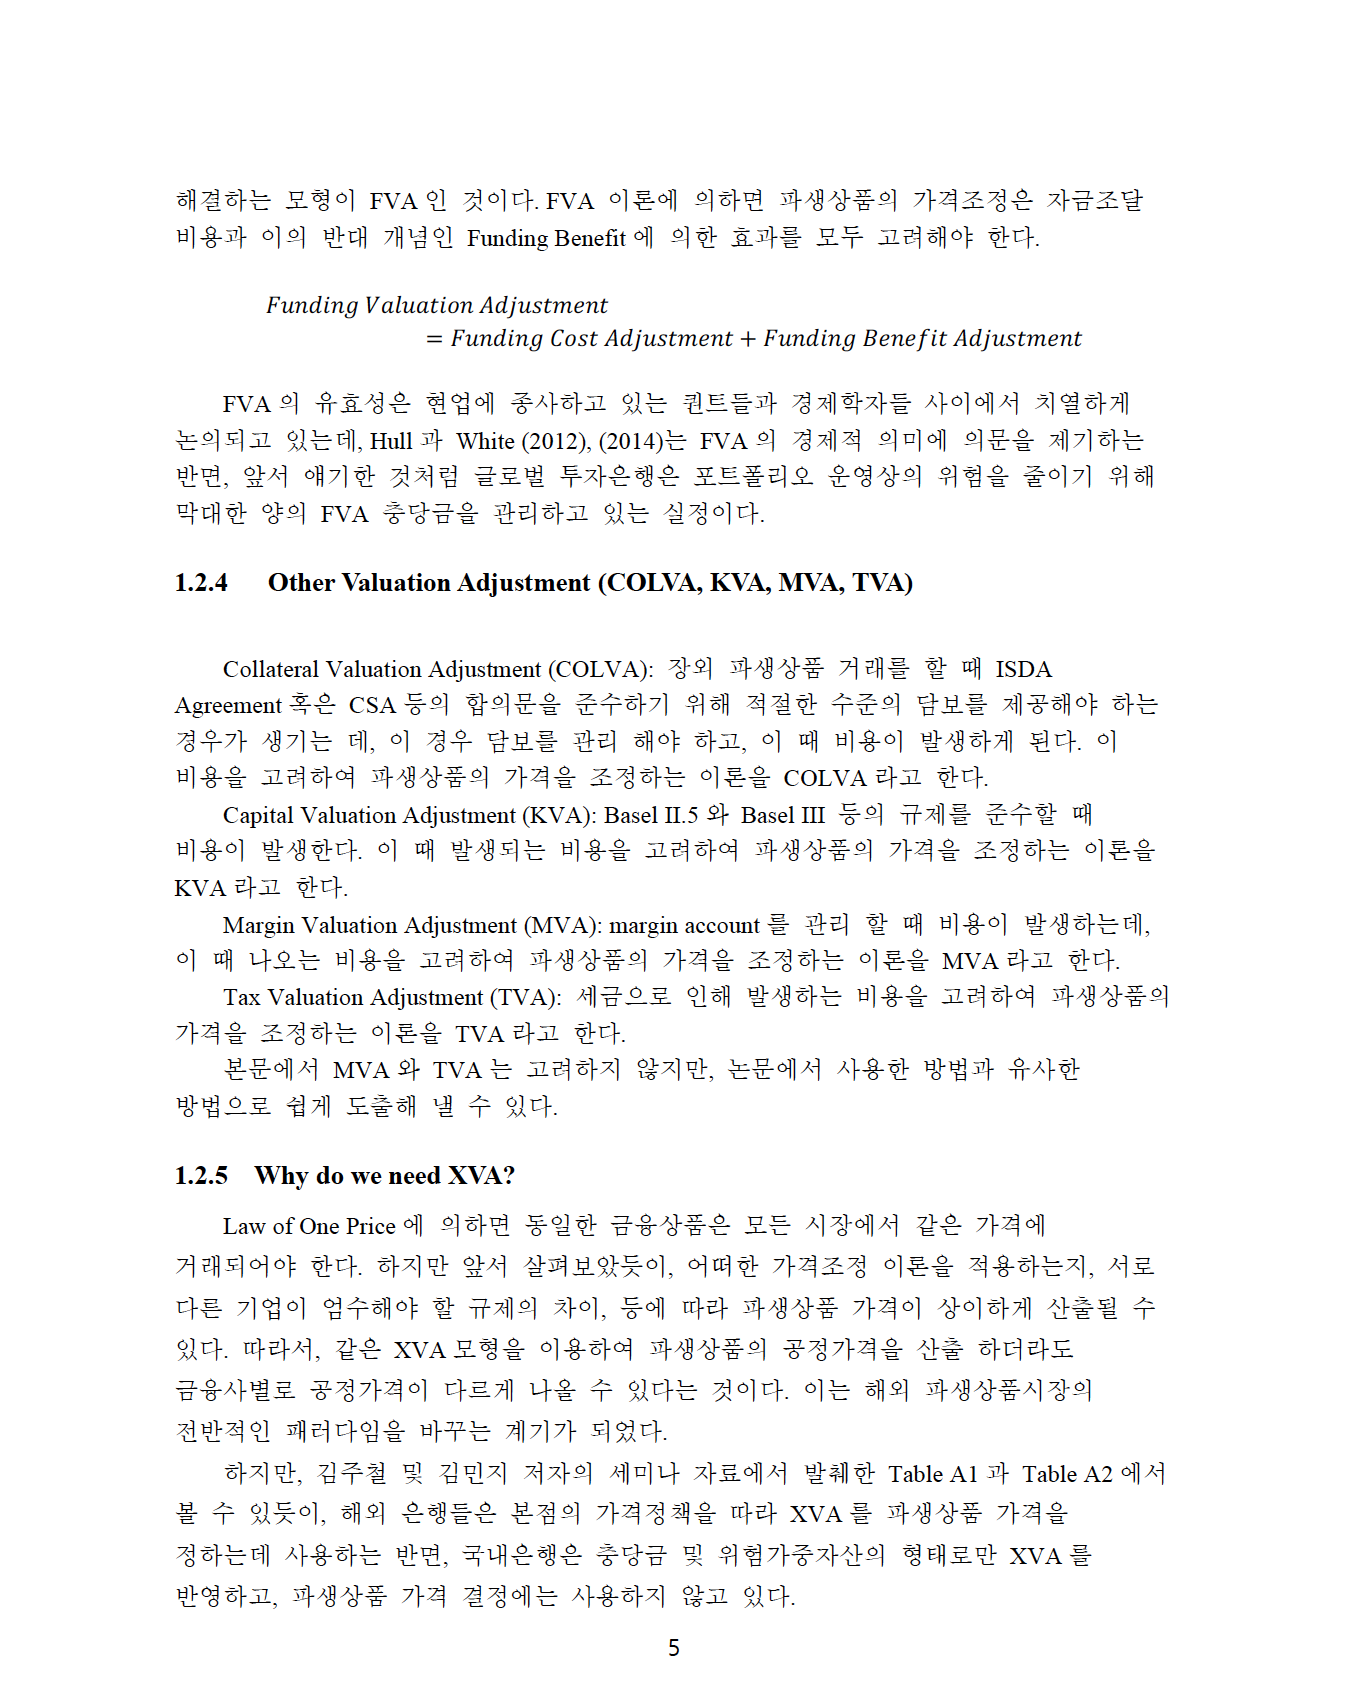 해결하는 모형이 FVA 인 것이다. FVA 이론에 의하면 파생상품의 가격조정은 자금조달
비용과 이의 반대 개념인 Funding Benefit 에 의한 효과를 모두 고려해야 한다.
Funding Valuation Adjustment
= Funding Cost Adjustment + Funding Benefit Adjustment
FVA 의 유효성은 현업에 종사하고 있는 퀀트들과 경제학자들 사이에서 치열하게
논의되고 있는데, Hull 과 White (2012), (2014)는 FVA 의 경제적 의미에 의문을 제기하는
반면, 앞서 얘기한 것처럼 글로벌 투자은행은 포트폴리오 운영상의 위험을 줄이기 위해
막대한 양의 FVA 충당금을 관리하고 있는 실정이다.
1.2.4 Other Valuation Adjustment (COLVA, KVA, MVA, TVA)
Collateral Valuation Adjustment (COLVA): 장외 파생상품 거래를 할 때 ISDA
Agreement 혹은 CSA 등의 합의문을 준수하기 위해 적절한 수준의 담보를 제공해야 하는
경우가 생기는 데, 이 경우 담보를 관리 해야 하고, 이 때 비용이 발생하게 된다. 이
비용을 고려하여 파생상품의 가격을 조정하는 이론을 COLVA 라고 한다.
Capital Valuation Adjustment (KVA): Basel II.5 와 Basel III 등의 규제를 준수할 때
비용이 발생한다. 이 때 발생되는 비용을 고려하여 파생상품의 가격을 조정하는 이론을
KVA 라고 한다.
Margin Valuation Adjustment (MVA): margin account 를 관리 할 때 비용이 발생하는데,
이 때 나오는 비용을 고려하여 파생상품의 가격을 조정하는 이론을 MVA 라고 한다.
Tax Valuation Adjustment (TVA): 세금으로 인해 발생하는 비용을 고려하여 파생상품의
가격을 조정하는 이론을 TVA 라고 한다.
본문에서 MVA 와 TVA 는 고려하지 않지만, 논문에서 사용한 방법과 유사한
방법으로 쉽게 도출해 낼 수 있다.
1.2.5 Why do we need XVA?
Law of One Price 에 의하면 동일한 금융상품은 모든 시장에서 같은 가격에
거래되어야 한다. 하지만 앞서 살펴보았듯이, 어떠한 가격조정 이론을 적용하는지, 서로
다른 기업이 엄수해야 할 규제의 차이, 등에 따라 파생상품 가격이 상이하게 산출될 수
있다. 따라서, 같은 XVA 모형을 이용하여 파생상품의 공정가격을 산출 하더라도
금융사별로 공정가격이 다르게 나올 수 있다는 것이다. 이는 해외 파생상품시장의
전반적인 패러다임을 바꾸는 계기가 되었다.
하지만, 김주철 및 김민지 저자의 세미나 자료에서 발췌한 Table A1 과 Table A2 에서
볼 수 있듯이, 해외 은행들은 본점의 가격정책을 따라 XVA 를 파생상품 가격을
정하는데 사용하는 반면, 국내은행은 충당금 및 위험가중자산의 형태로만 XVA 를
반영하고, 파생상품 가격 결정에는 사용하지 않고 있다.
5